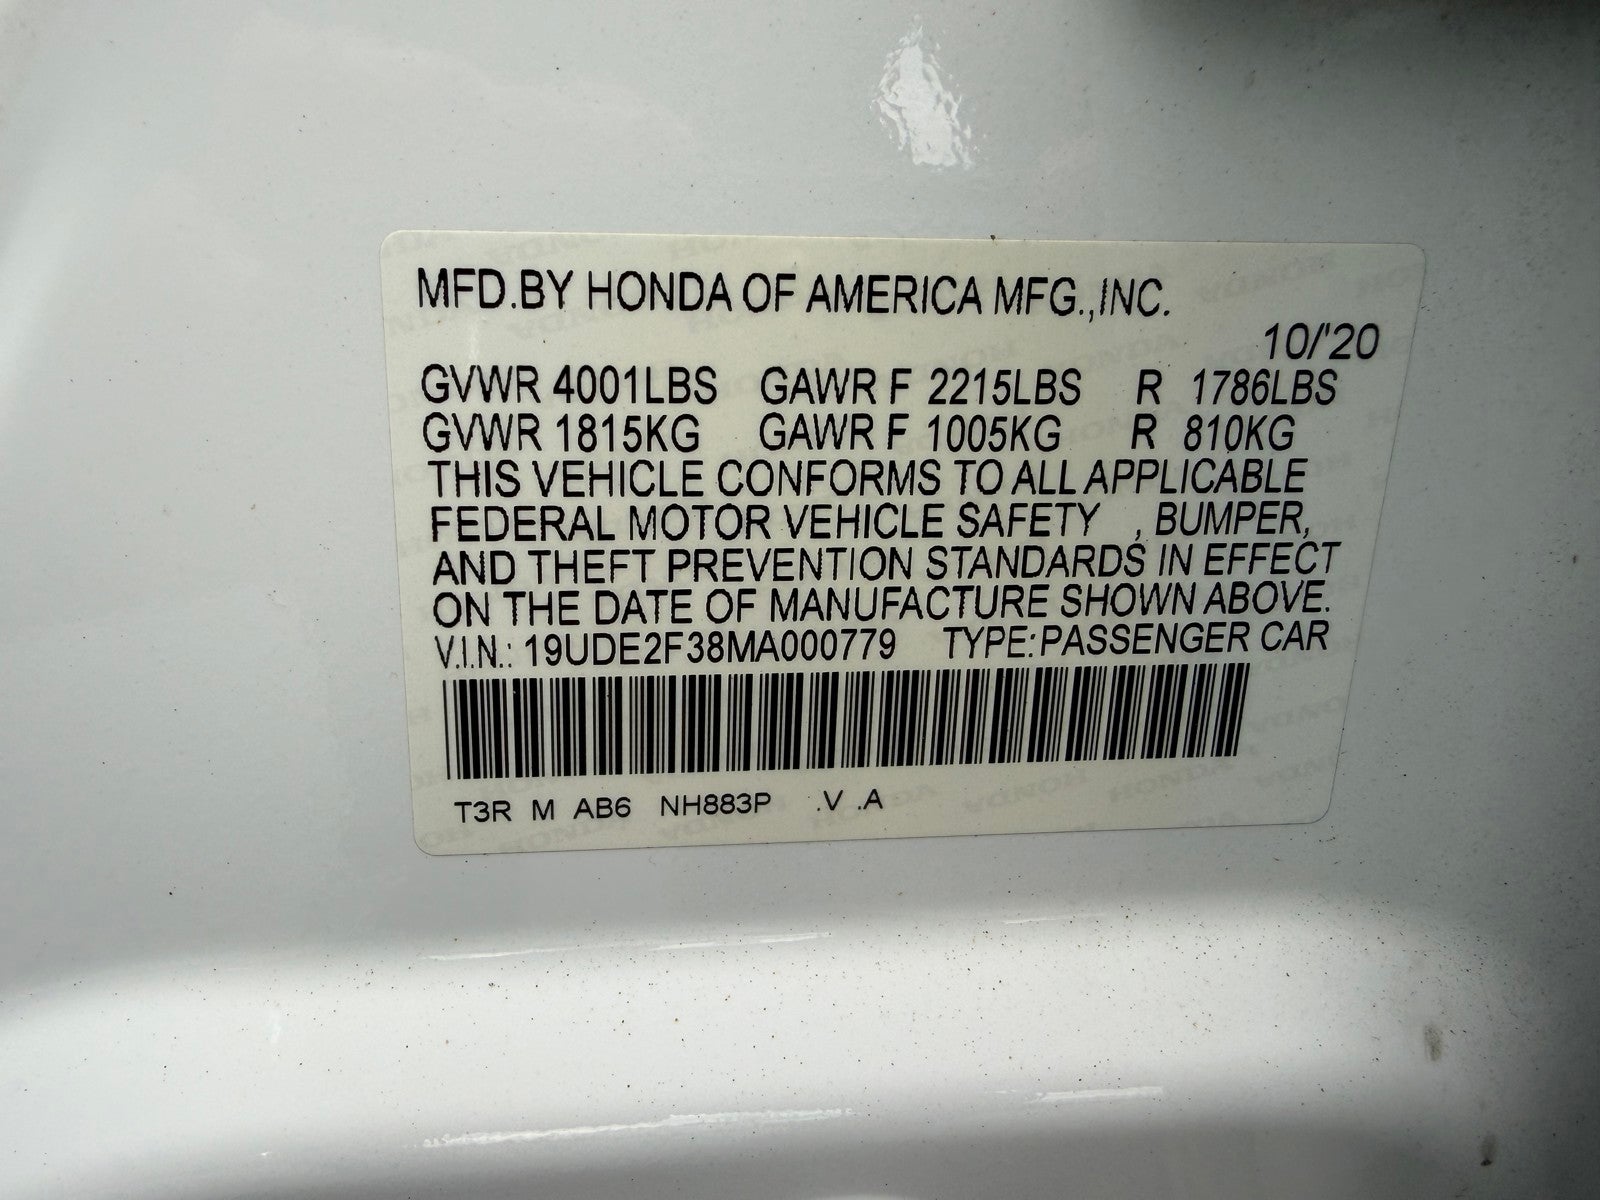 MFD.BY HONDA OF AMERICA MFG.,INC.
10/'20
GVWR 4001LBS GAWR F 2215LBS R 1786LBS
GVWR 1815KG GAWR F 1005KG R 810KG
THIS VEHICLE CONFORMS TO ALL APPLICABLE
FEDERAL MOTOR VEHICLE SAFETY , BUMPER,
AND THEFT PREVENTION STANDARDS IN EFFECT
ON THE DATE OF MANUFACTURE SHOWN ABOVE.
V.I.N.: 19UDE2F38MA000779 TYPE:PASSENGER CAR
T3R M AB6 NH883P .V .A